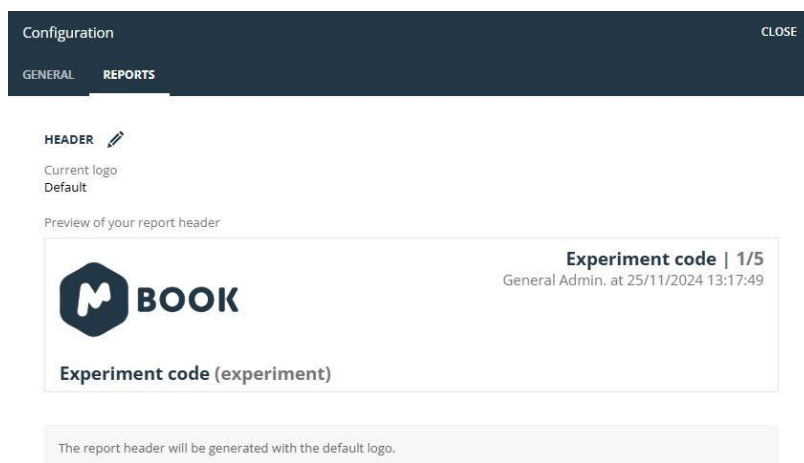 Configuration
CLOSE
GENERAL REPORTS
HEADER
Current logo
Default
Preview of your report header
Experiment code | 1/5
General Admin. at 25/11/2024 13:17:49
M BOOK
Experiment code (experiment)
The report header will be generated with the default logo.